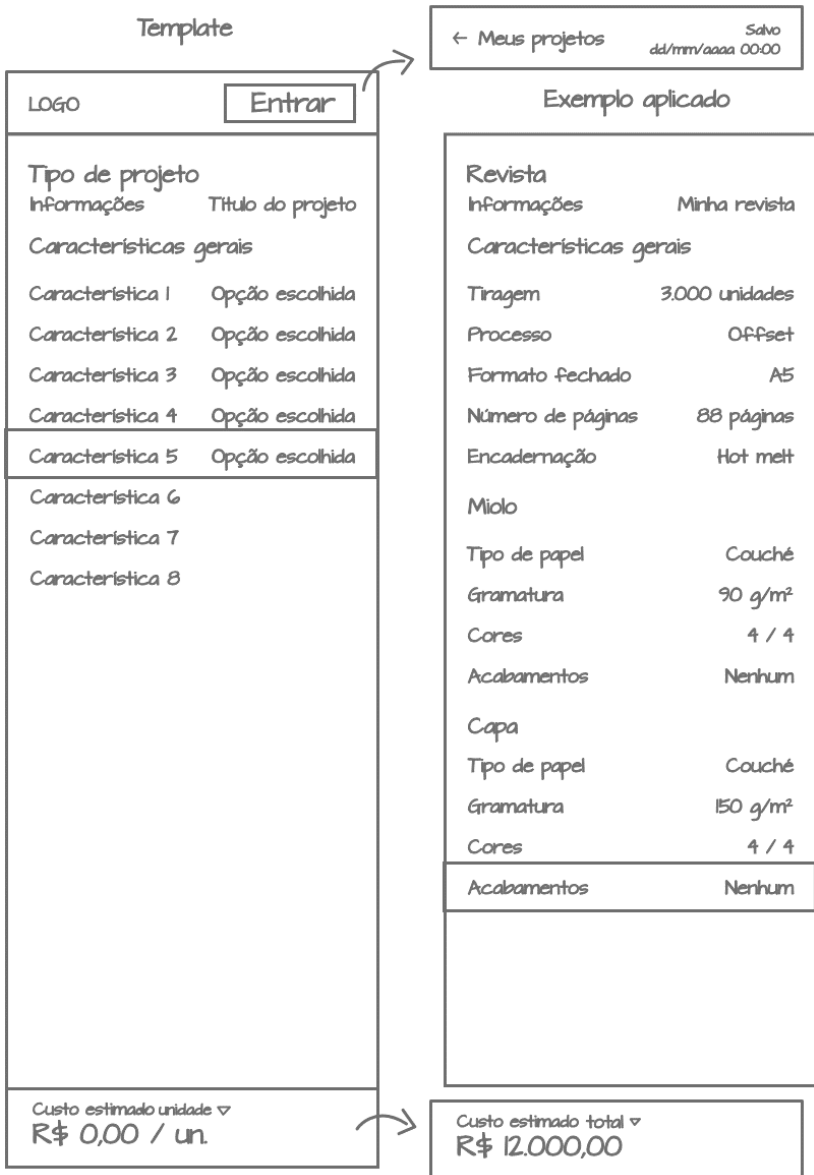 Template
LOGO
Entrar
Tipo de projeto
Informações Título do projeto
Características gerais
Característica 1 Opção escolhida
Característica 2 Opção escolhida
Característica 3 Opção escolhida
Característica 4 Opção escolhida
Característica 5 Opção escolhida
Característica 6
Característica 7
Característica 8
Custo estimado unidade ▽
R$ 0,00 / un.
← Meus projetos
Salvo
dd/mm/aaaa 00:00
Exemplo aplicado
Revista
Informações Minha revista
Características gerais
Tiragem 3.000 unidades
Processo Offset
Formato fechado A5
Número de páginas 88 páginas
Encadernação Hot melt
Miolo
Tipo de papel Couché
Gramatura 90 g/m²
Cores 4 / 4
Acabamentos Nenhum
Capa
Tipo de papel Couché
Gramatura 150 g/m²
Cores 4 / 4
Acabamentos Nenhum
Custo estimado total ▽
R$ 12.000,00